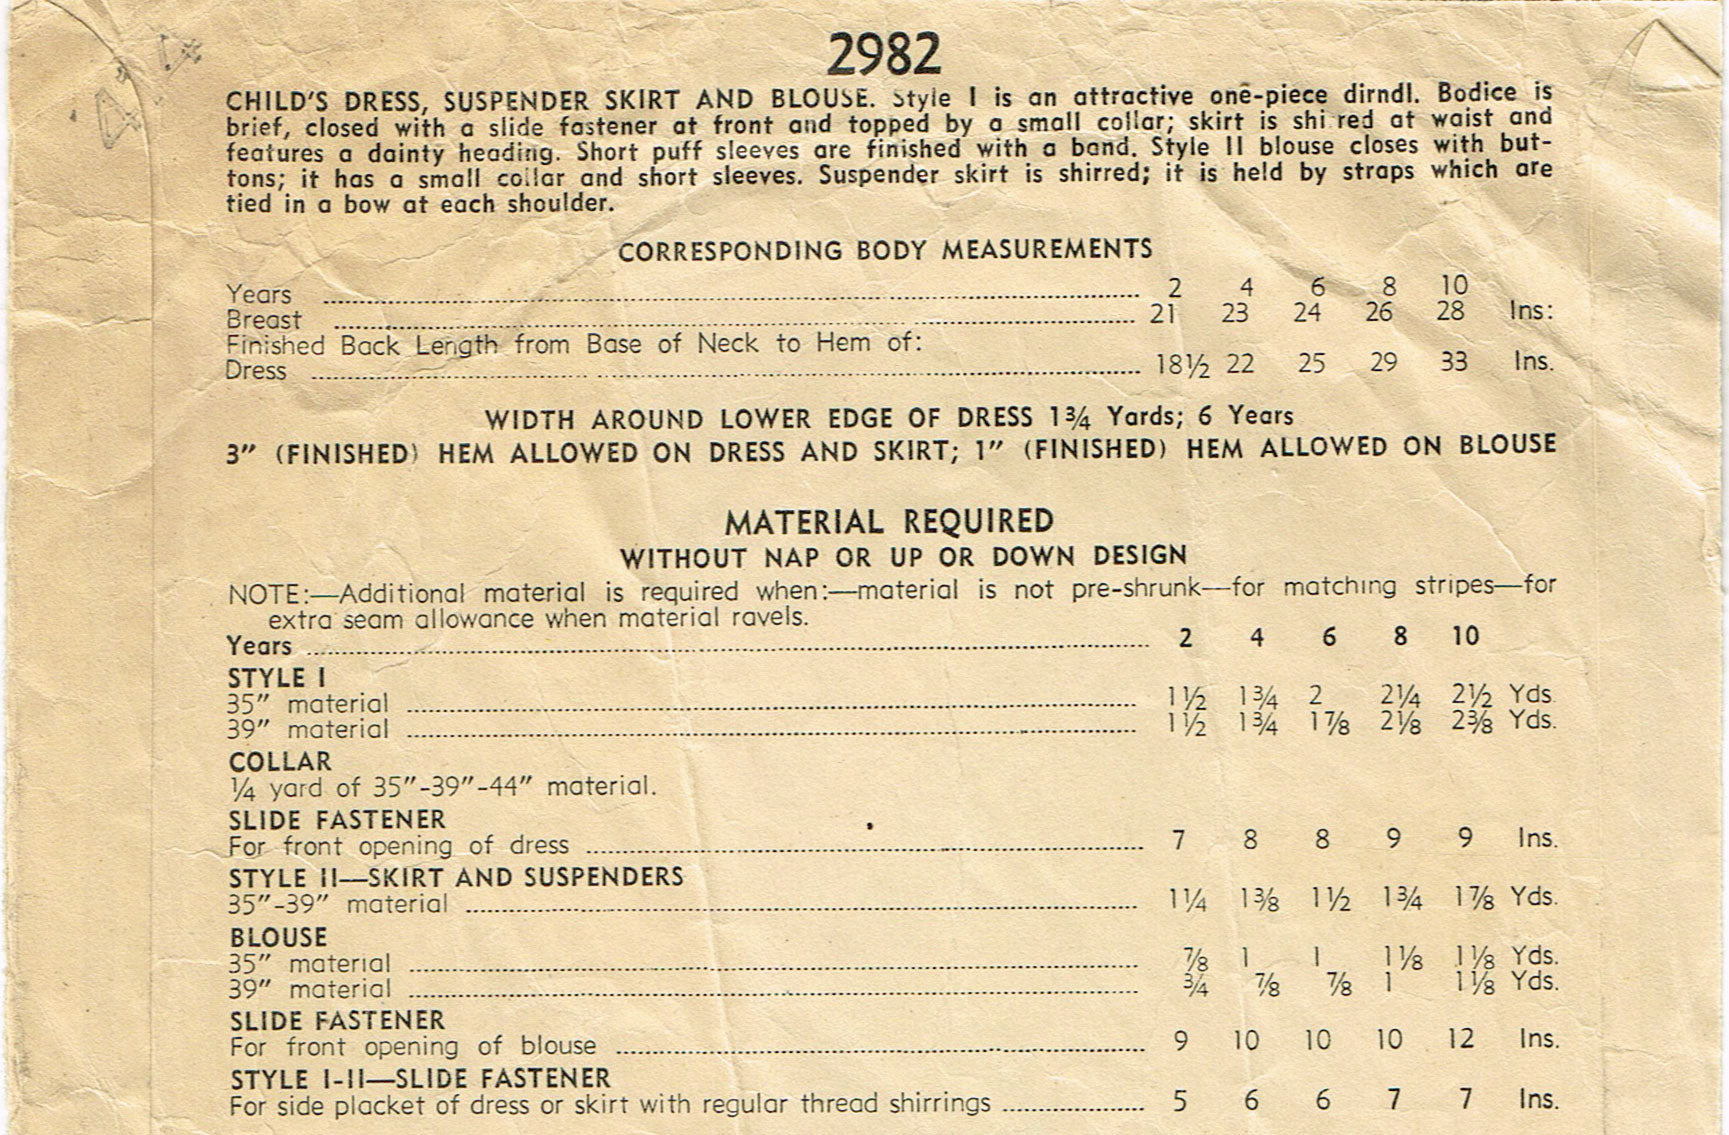 2982
CHILD'S DRESS, SUSPENDER SKIRT AND BLOUSE. Style I is an attractive one-piece dirndl. Bodice is
brief, closed with a slide fastener at front and topped by a small collar; skirt is shirred at waist and
features a dainty heading. Short puff sleeves are finished with a band. Style II blouse closes with but-
tons; it has a small collar and short sleeves. Suspender skirt is shirred; it is held by straps which are
tied in a bow at each shoulder.
CORRESPONDING BODY MEASUREMENTS
Years 2 4 6 8 10
Breast 21 23 24 26 28 Ins:
Finished Back Length from Base of Neck to Hem of:
Dress 18½ 22 25 29 33 Ins.
WIDTH AROUND LOWER EDGE OF DRESS 1¾ Yards; 6 Years
3" (FINISHED) HEM ALLOWED ON DRESS AND SKIRT; 1" (FINISHED) HEM ALLOWED ON BLOUSE
MATERIAL REQUIRED
WITHOUT NAP OR UP OR DOWN DESIGN
NOTE:—Additional material is required when:—material is not pre-shrunk—for matching stripes—for
extra seam allowance when material ravels.
Years 2 4 6 8 10
STYLE I
35" material 1½ 1¾ 2 2¼ 2½ Yds.
39" material 1½ 1¾ 1⅞ 2⅛ 2⅜ Yds.
COLLAR
¼ yard of 35"-39"-44" material.
SLIDE FASTENER
For front opening of dress 7 8 8 9 9 Ins.
STYLE II—SKIRT AND SUSPENDERS
35"-39" material 1¼ 1⅜ 1½ 1¾ 1⅞ Yds.
BLOUSE
35" material ⅞ 1 1 1⅛ 1⅛ Yds.
39" material ¾ ⅞ ⅞ 1 1⅛ Yds.
SLIDE FASTENER
For front opening of blouse 9 10 10 10 12 Ins.
STYLE I-II—SLIDE FASTENER
For side placket of dress or skirt with regular thread shirrings 5 6 6 7 7 Ins.